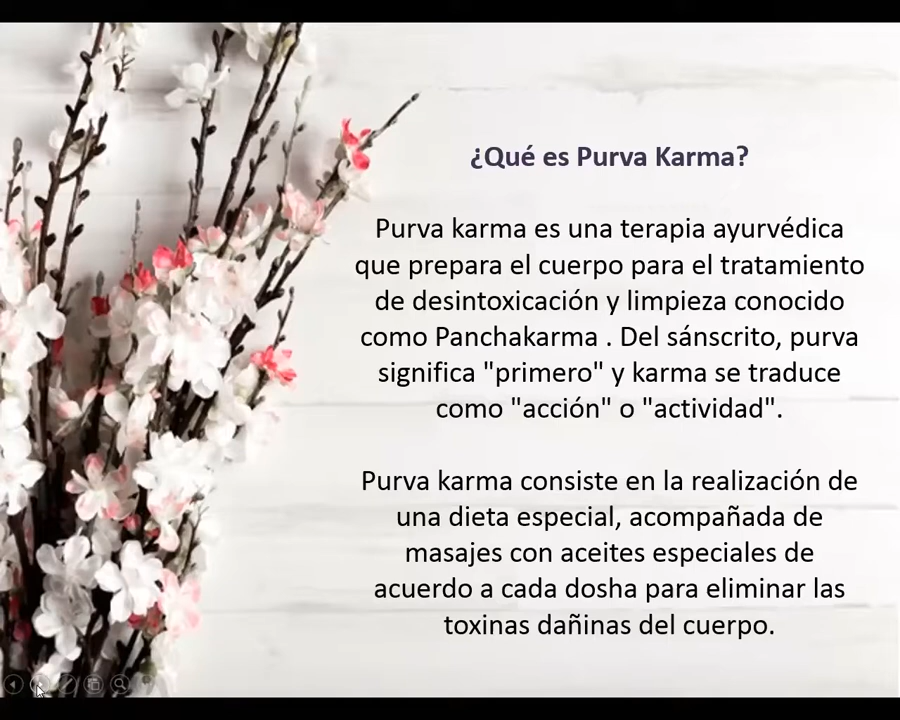 ¿Qué es Purva Karma?
Purva karma es una terapia ayurvédica
que prepara el cuerpo para el tratamiento
de desintoxicación y limpieza conocido
como Panchakarma . Del sánscrito, purva
significa "primero" y karma se traduce
como "acción" o "actividad".
Purva karma consiste en la realización de
una dieta especial, acompañada de
masajes con aceites especiales de
acuerdo a cada dosha para eliminar las
toxinas dañinas del cuerpo.